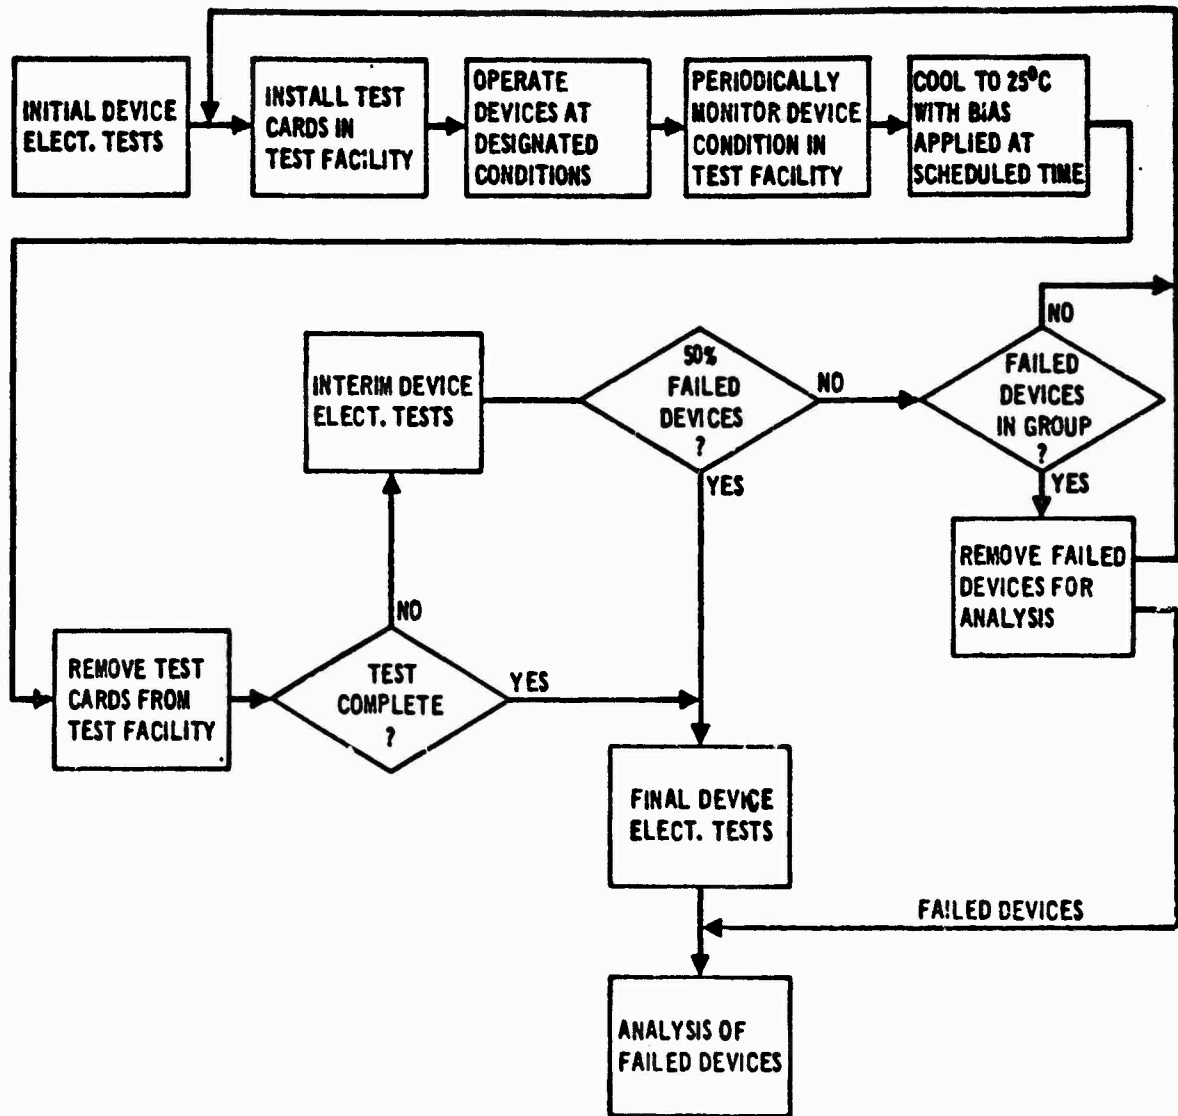 INITIAL DEVICE
ELECT. TESTS
INSTALL TEST
CARDS IN
TEST FACILITY
OPERATE
DEVICES AT
DESIGNATED
CONDITIONS
PERIODICALLY
MONITOR DEVICE
CONDITION IN
TEST FACILITY
COOL TO 25°C
WITH BIAS
APPLIED AT
SCHEDULED TIME
INTERIM DEVICE
ELECT. TESTS
50%
FAILED
DEVICES
?
NO
YES
NO
FAILED
DEVICES
IN GROUP
?
YES
REMOVE FAILED
DEVICES FOR
ANALYSIS
REMOVE TEST
CARDS FROM
TEST FACILITY
NO
TEST
COMPLETE
?
YES
FINAL DEVICE
ELECT. TESTS
FAILED DEVICES
ANALYSIS OF
FAILED DEVICES